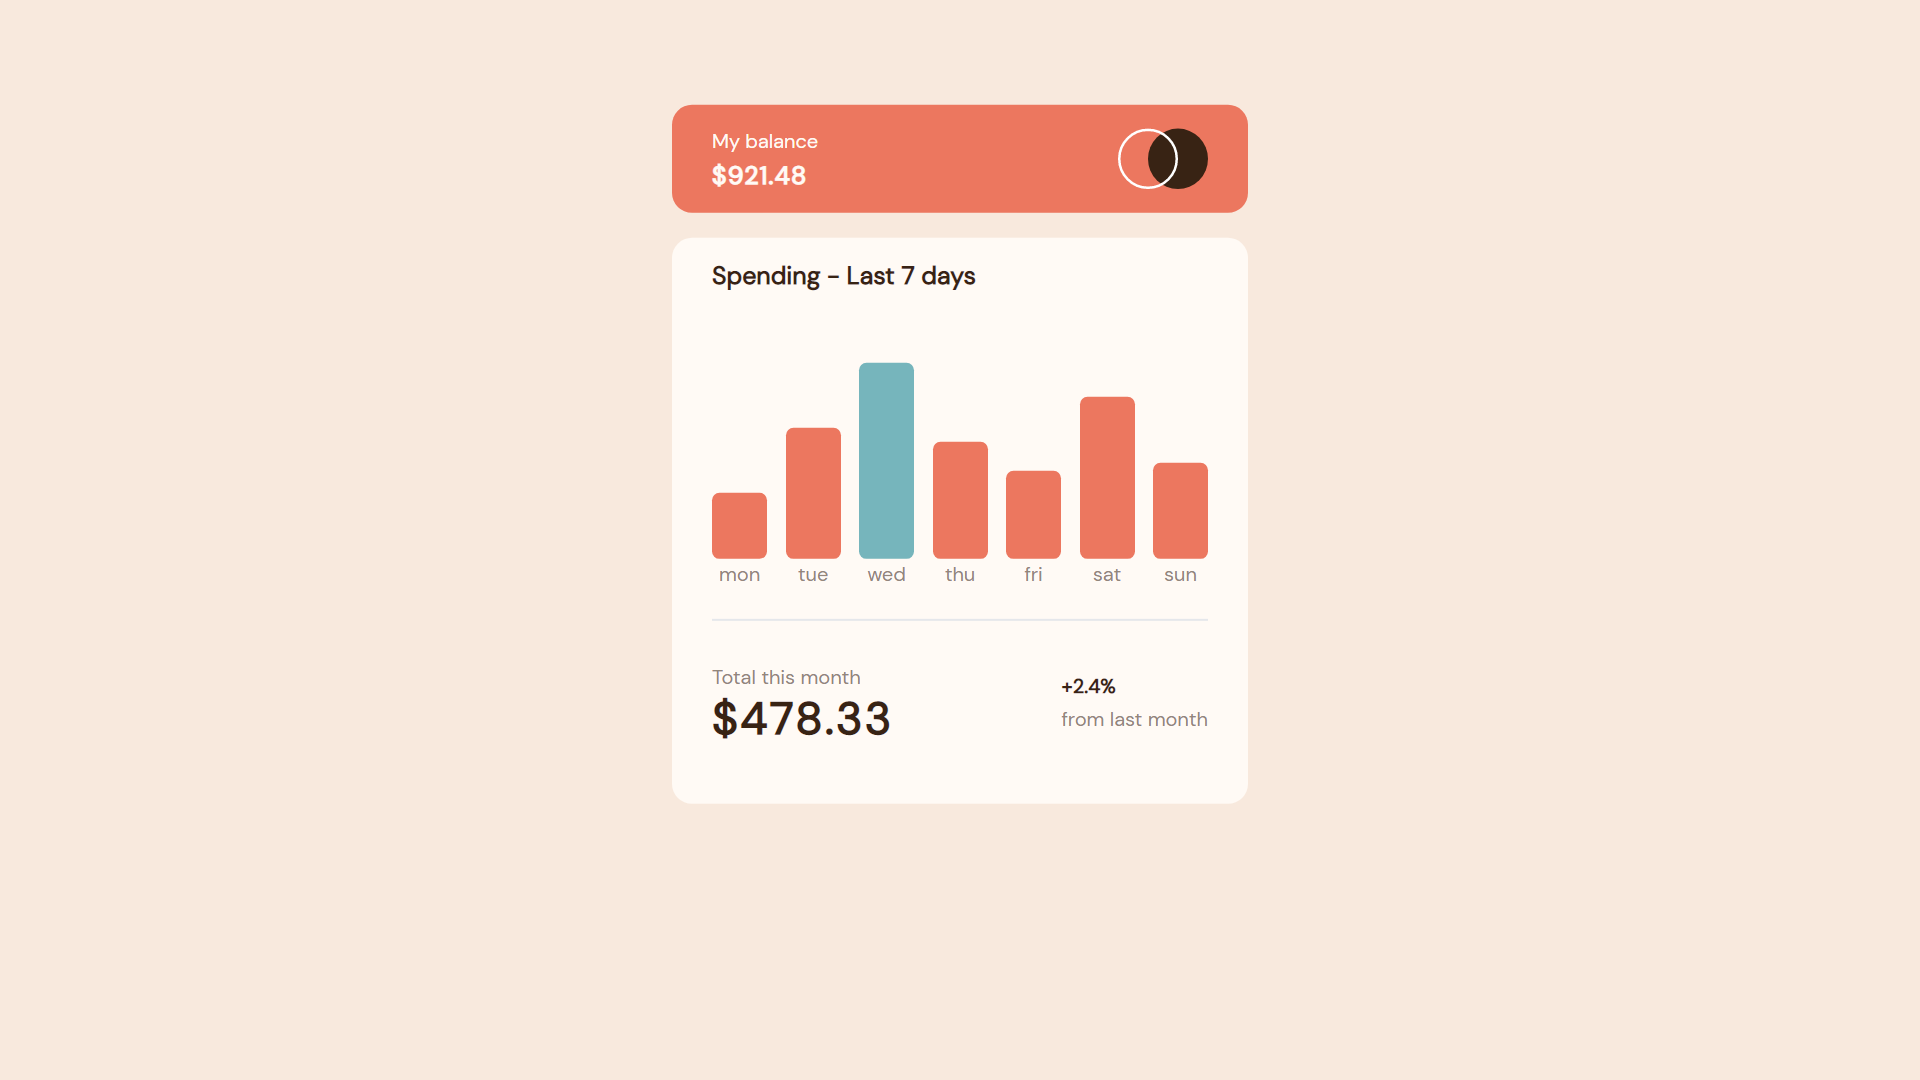 My balance
$921.48
Spending - Last 7 days
mon tue wed thu fri sat sun
Total this month
$478.33
+2.4%
from last month